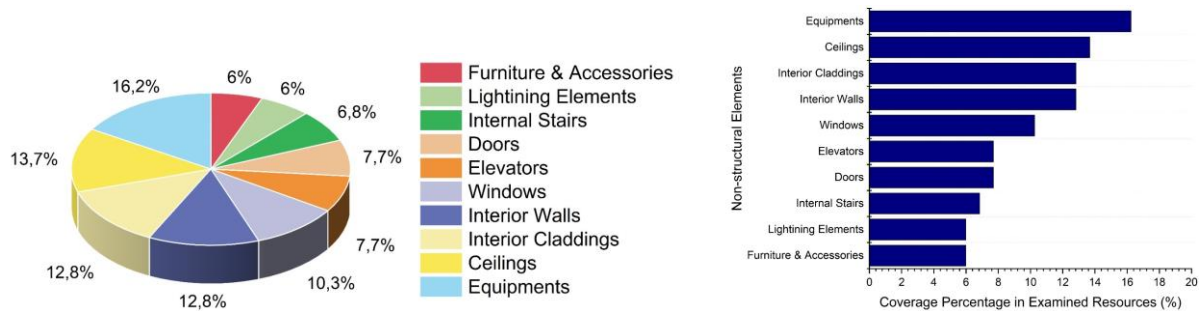 16,2%
6%
6%
6,8%
7,7%
7,7%
10,3%
12,8%
12,8%
13,7%
Furniture & Accessories
Lightining Elements
Internal Stairs
Doors
Elevators
Windows
Interior Walls
Interior Claddings
Ceilings
Equipments
Non-structural Elements
Equipments
Ceilings
Interior Claddings
Interior Walls
Windows
Elevators
Doors
Internal Stairs
Lightining Elements
Furniture & Accessories
0 2 4 6 8 10 12 14 16 18 20
Coverage Percentage in Examined Resources (%)